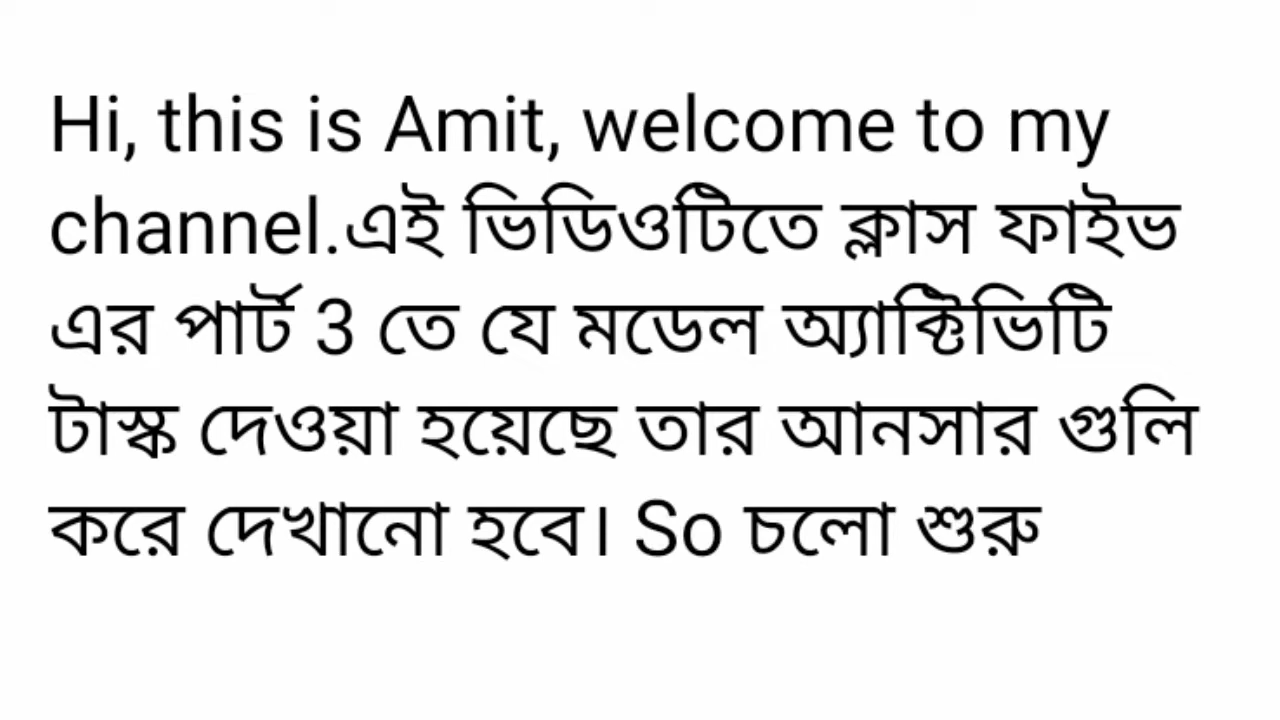 Hi, this is Amit, welcome to my
channel.এই ভিডিওটিতে ক্লাস ফাইভ
এর পার্ট 3 তে যে মডেল অ্যাক্টিভিটি
টাস্ক দেওয়া হয়েছে তার আনসার গুলি
করে দেখানো হবে। So চলো শুরু